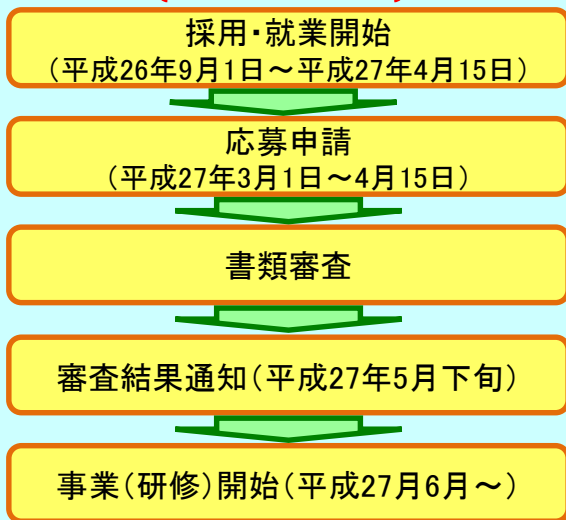 採用・就業開始
（平成26年9月1日～平成27年4月15日）
応募申請
（平成27年3月1日～4月15日）
書類審査
審査結果通知（平成27年5月下旬）
事業（研修）開始（平成27月6月～）